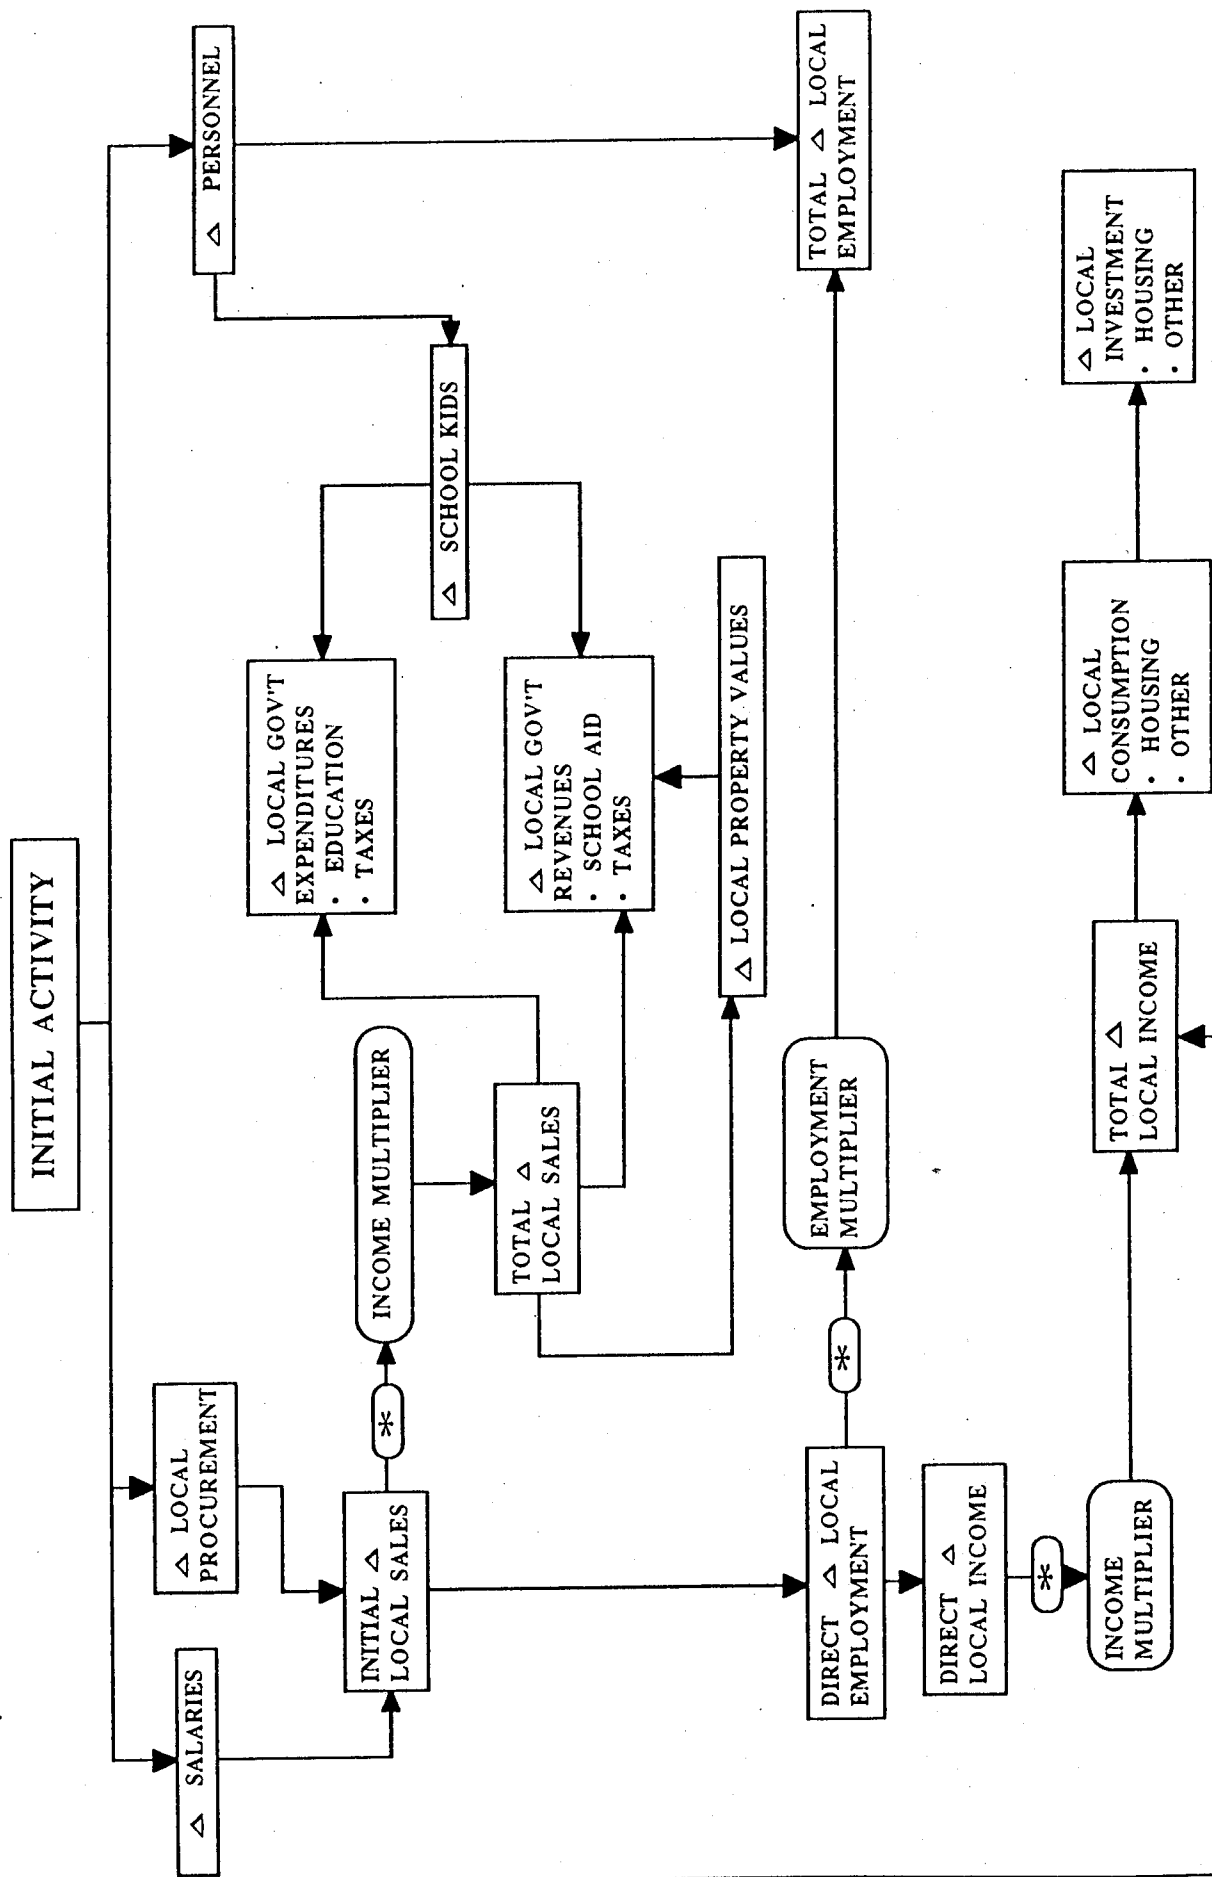 INITIAL ACTIVITY
△ SALARIES
△ LOCAL
PROCUREMENT
△ PERSONNEL
INITIAL △
LOCAL SALES
*
INCOME MULTIPLIER
△ LOCAL GOV'T
EXPENDITURES
• EDUCATION
• TAXES
△ SCHOOL KIDS
TOTAL △
LOCAL SALES
△ LOCAL GOV'T
REVENUES
• SCHOOL AID
• TAXES
△ LOCAL PROPERTY VALUES
DIRECT △ LOCAL
EMPLOYMENT
*
EMPLOYMENT
MULTIPLIER
TOTAL △ LOCAL
EMPLOYMENT
DIRECT △
LOCAL INCOME
*
INCOME
MULTIPLIER
TOTAL △
LOCAL INCOME
△ LOCAL
CONSUMPTION
• HOUSING
• OTHER
△ LOCAL
INVESTMENT
• HOUSING
• OTHER